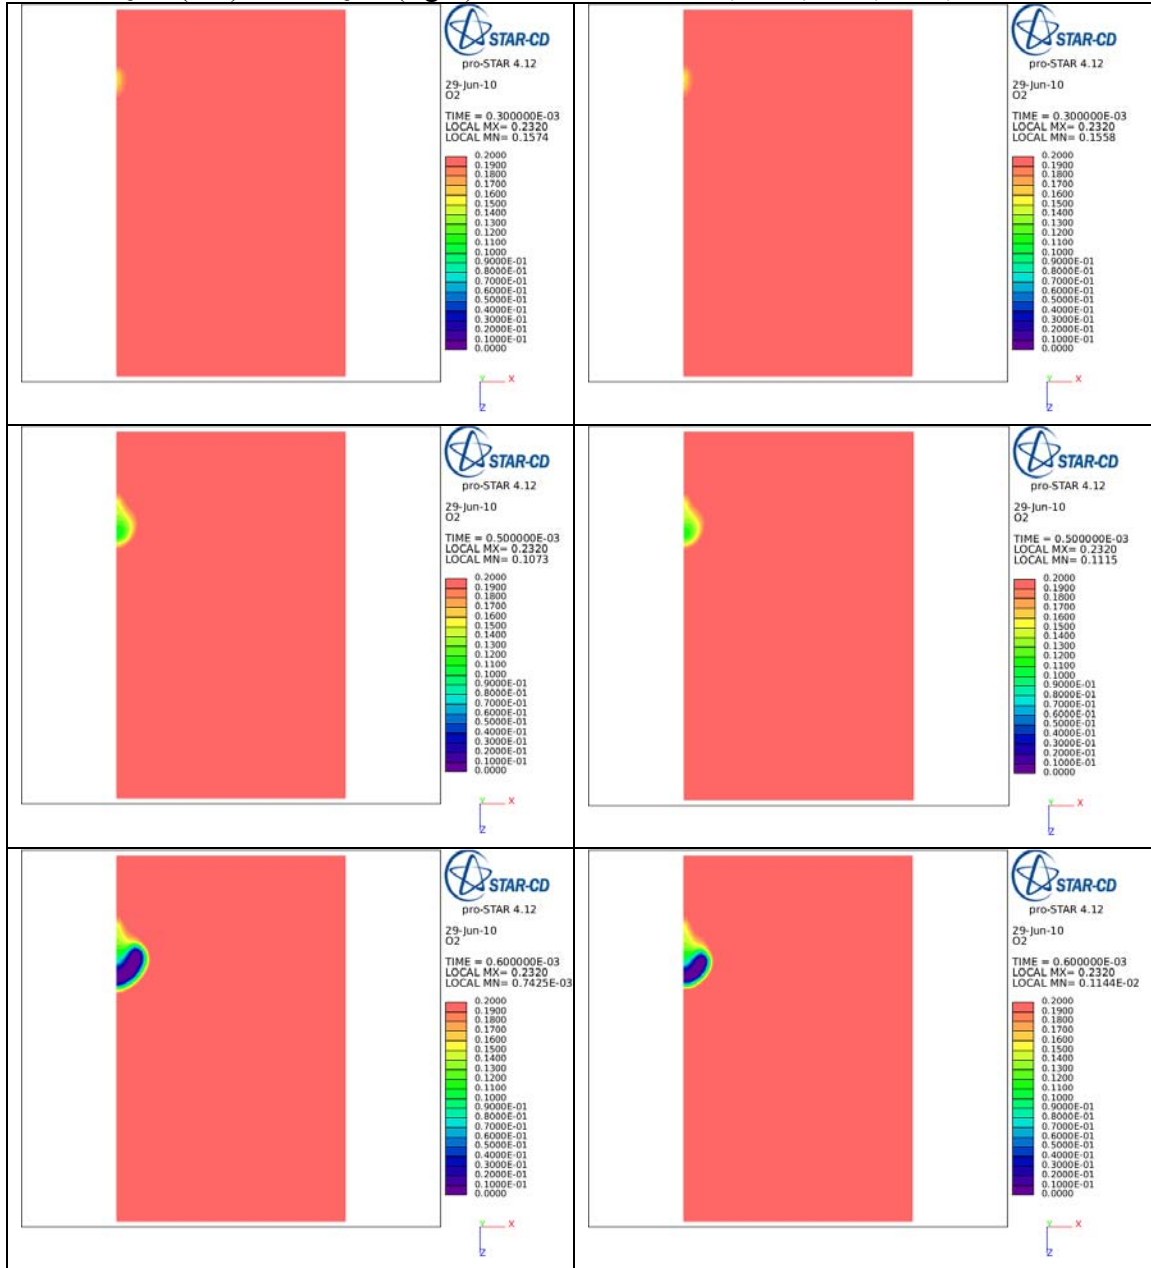 STAR-CD
pro-STAR 4.12
29-Jun-10
O2
TIME = 0.300000E-03
LOCAL MX= 0.2320
LOCAL MN= 0.1574
0.2000
0.1900
0.1800
0.1700
0.1600
0.1500
0.1400
0.1300
0.1200
0.1100
0.1000
0.9000E-01
0.8000E-01
0.7000E-01
0.6000E-01
0.5000E-01
0.4000E-01
0.3000E-01
0.2000E-01
0.1000E-01
0.0000
Y
X
Z
STAR-CD
pro-STAR 4.12
29-Jun-10
O2
TIME = 0.300000E-03
LOCAL MX= 0.2320
LOCAL MN= 0.1558
0.2000
0.1900
0.1800
0.1700
0.1600
0.1500
0.1400
0.1300
0.1200
0.1100
0.1000
0.9000E-01
0.8000E-01
0.7000E-01
0.6000E-01
0.5000E-01
0.4000E-01
0.3000E-01
0.2000E-01
0.1000E-01
0.0000
Y
X
Z
STAR-CD
pro-STAR 4.12
29-Jun-10
O2
TIME = 0.500000E-03
LOCAL MX= 0.2320
LOCAL MN= 0.1073
0.2000
0.1900
0.1800
0.1700
0.1600
0.1500
0.1400
0.1300
0.1200
0.1100
0.1000
0.9000E-01
0.8000E-01
0.7000E-01
0.6000E-01
0.5000E-01
0.4000E-01
0.3000E-01
0.2000E-01
0.1000E-01
0.0000
Y
X
Z
STAR-CD
pro-STAR 4.12
29-Jun-10
O2
TIME = 0.500000E-03
LOCAL MX= 0.2320
LOCAL MN= 0.1115
0.2000
0.1900
0.1800
0.1700
0.1600
0.1500
0.1400
0.1300
0.1200
0.1100
0.1000
0.9000E-01
0.8000E-01
0.7000E-01
0.6000E-01
0.5000E-01
0.4000E-01
0.3000E-01
0.2000E-01
0.1000E-01
0.0000
Y
X
Z
STAR-CD
pro-STAR 4.12
29-Jun-10
O2
TIME = 0.600000E-03
LOCAL MX= 0.2320
LOCAL MN= 0.7425E-03
0.2000
0.1900
0.1800
0.1700
0.1600
0.1500
0.1400
0.1300
0.1200
0.1100
0.1000
0.9000E-01
0.8000E-01
0.7000E-01
0.6000E-01
0.5000E-01
0.4000E-01
0.3000E-01
0.2000E-01
0.1000E-01
0.0000
Y
X
Z
STAR-CD
pro-STAR 4.12
29-Jun-10
O2
TIME = 0.600000E-03
LOCAL MX= 0.2320
LOCAL MN= 0.1144E-02
0.2000
0.1900
0.1800
0.1700
0.1600
0.1500
0.1400
0.1300
0.1200
0.1100
0.1000
0.9000E-01
0.8000E-01
0.7000E-01
0.6000E-01
0.5000E-01
0.4000E-01
0.3000E-01
0.2000E-01
0.1000E-01
0.0000
Y
X
Z